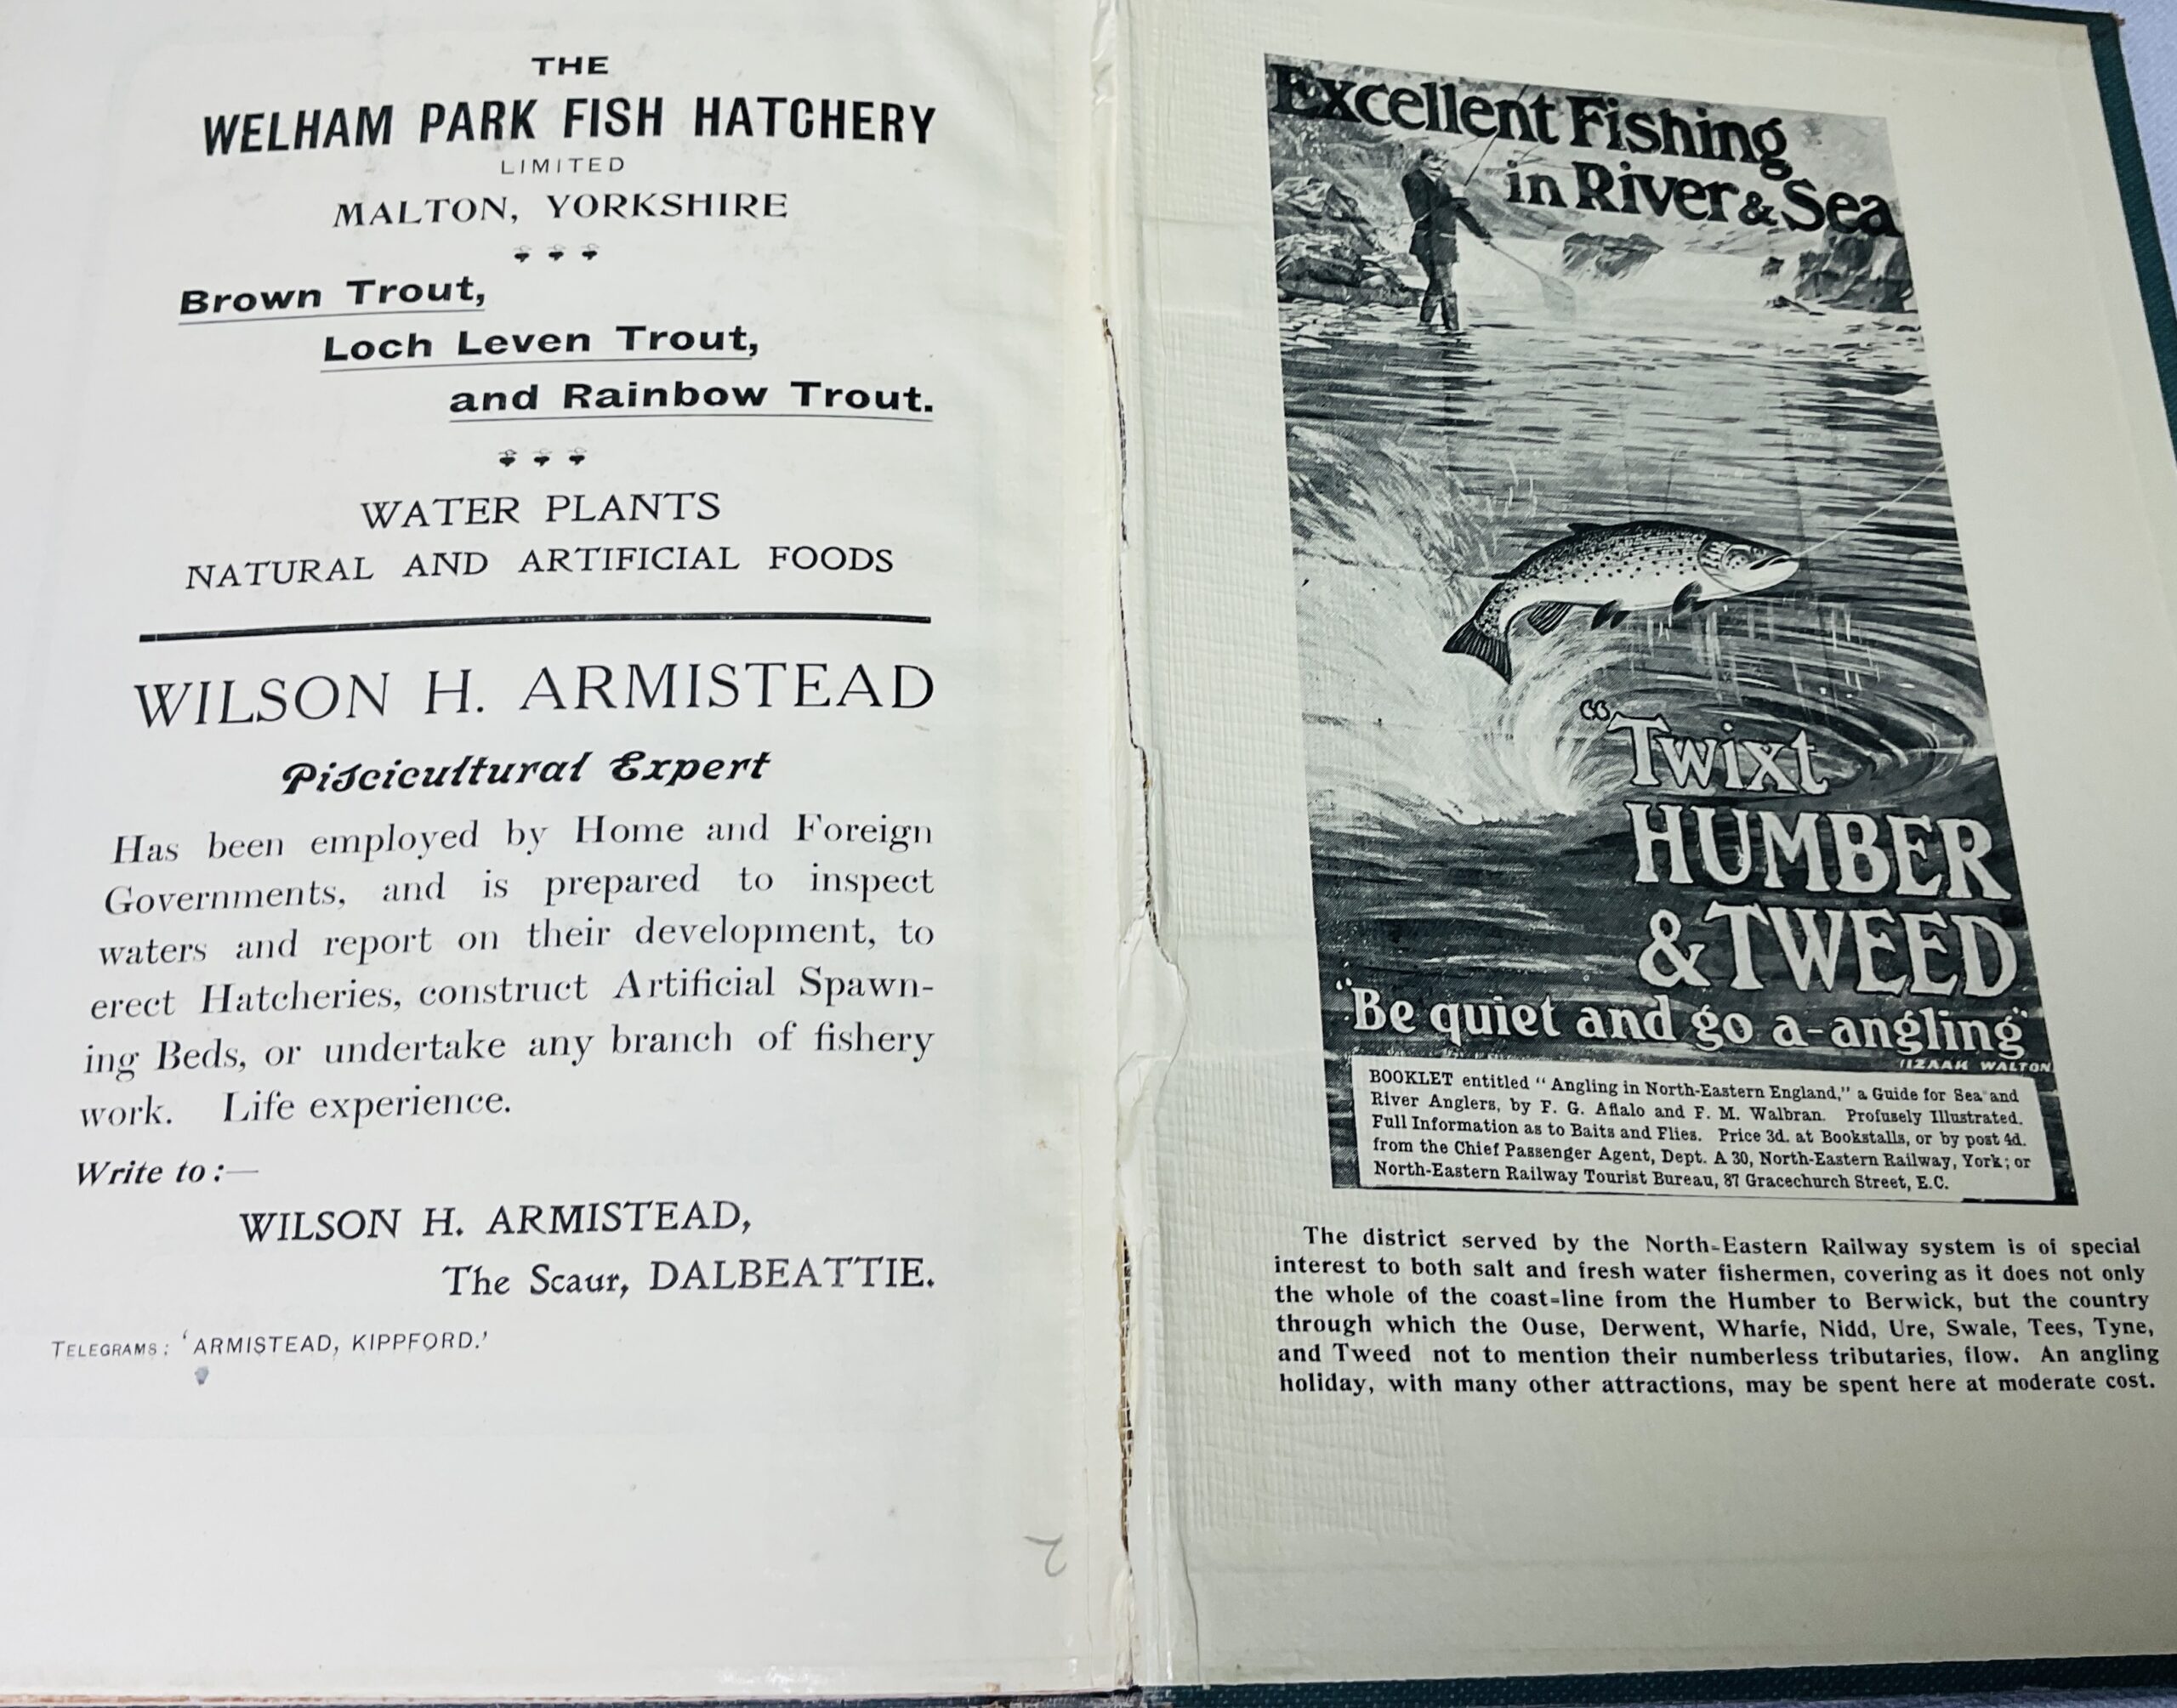 THE
WELHAM PARK FISH HATCHERY
LIMITED
MALTON, YORKSHIRE
Brown Trout,
Loch Leven Trout,
and Rainbow Trout.
WATER PLANTS
NATURAL AND ARTIFICIAL FOODS
WILSON H. ARMISTEAD
Piscicultural Expert
Has been employed by Home and Foreign
Governments, and is prepared to inspect
waters and report on their development, to
erect Hatcheries, construct Artificial Spawn-
ing Beds, or undertake any branch of fishery
work. Life experience.
Write to:—
WILSON H. ARMISTEAD,
The Scaur, DALBEATTIE.
TELEGRAMS: 'ARMISTEAD, KIPPFORD.'
2
Excellent Fishing
in River & Sea
"Twixt
HUMBER
& TWEED
"Be quiet and go a-angling"
(IZAAK WALTON
BOOKLET entitled "Angling in North-Eastern England," a Guide for Sea and
River Anglers, by F. G. Aflalo and F. M. Walbran. Profusely Illustrated.
Full Information as to Baits and Flies. Price 3d. at Bookstalls, or by post 4d.
from the Chief Passenger Agent, Dept. A 30, North-Eastern Railway, York; or
North-Eastern Railway Tourist Bureau, 87 Gracechurch Street, E.C.
The district served by the North-Eastern Railway system is of special
interest to both salt and fresh water fishermen, covering as it does not only
the whole of the coast-line from the Humber to Berwick, but the country
through which the Ouse, Derwent, Wharfe, Nidd, Ure, Swale, Tees, Tyne,
and Tweed not to mention their numberless tributaries, flow. An angling
holiday, with many other attractions, may be spent here at moderate cost.